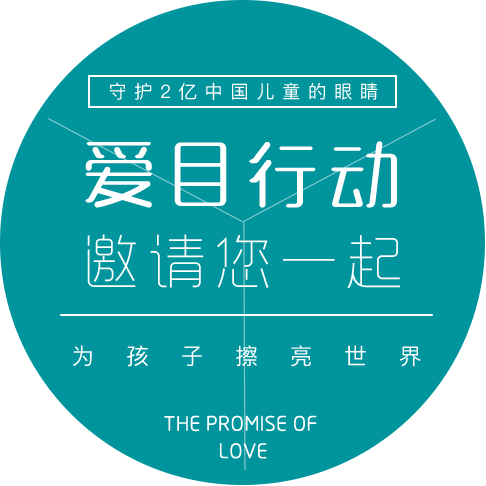 守护2亿中国儿童的眼睛
爱目行动
邀请您一起
为孩子擦亮世界
THE PROMISE OF
LOVE